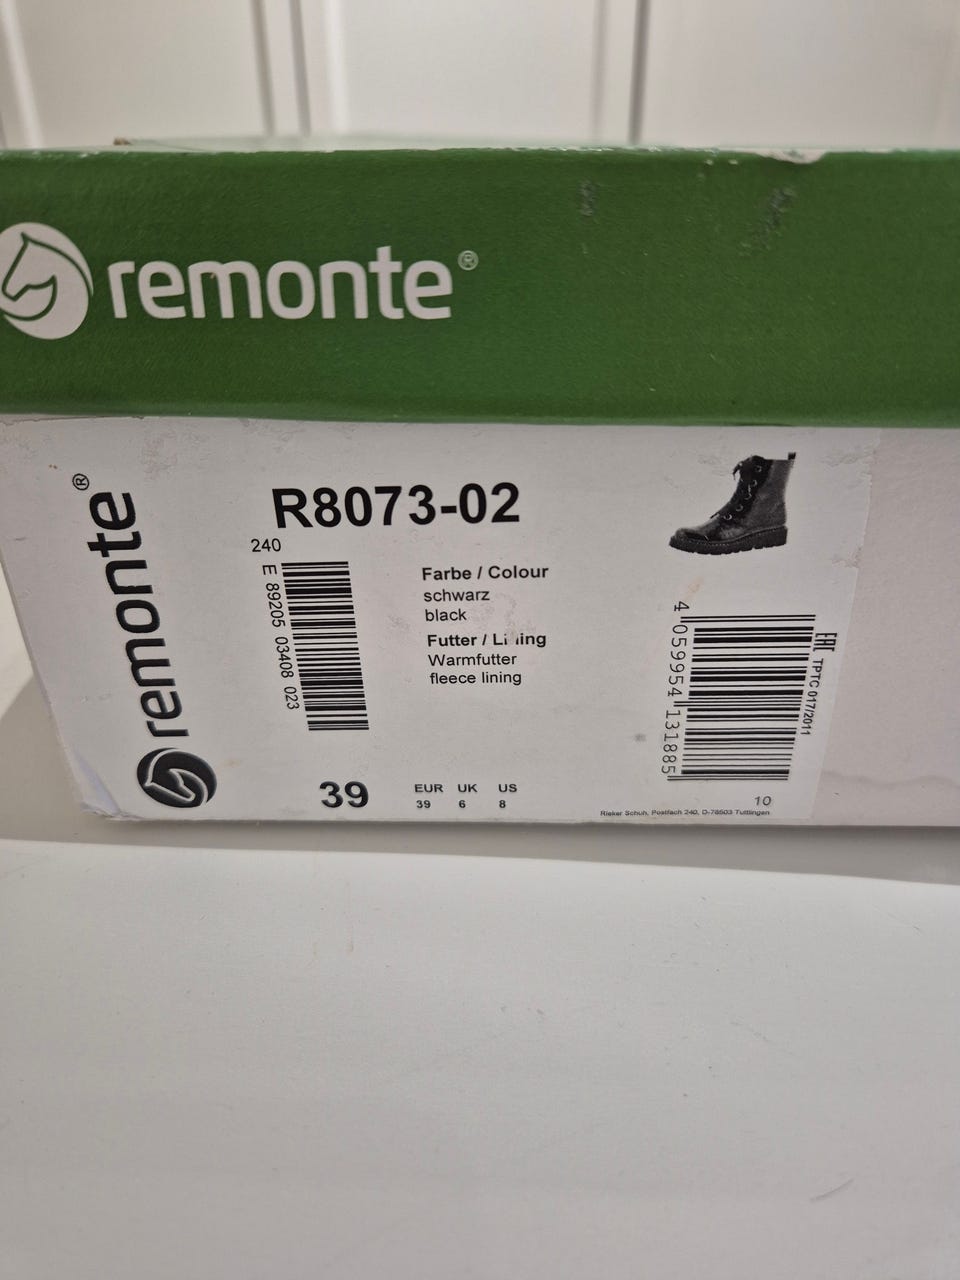 remonte®
remonte®
R8073-02
240
E 89205 03408 023
Farbe / Colour
schwarz
black
Futter / Lining
Warmfutter
fleece lining
4 059954 131885
EAC TPTC 017/2011
39
EUR UK US
39 6 8
10
Rieker Schuh, Postfach 240, D-78503 Tuttlingen